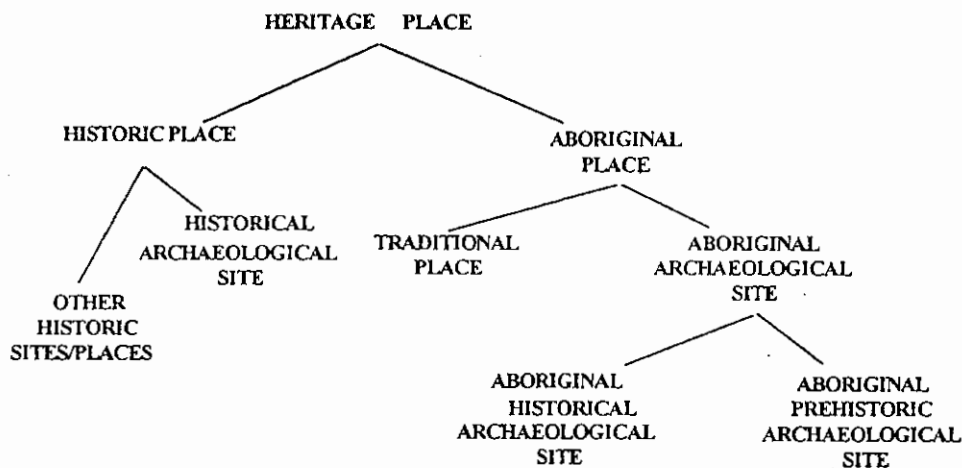 HERITAGE PLACE
HISTORIC PLACE
ABORIGINAL
PLACE
HISTORICAL
ARCHAEOLOGICAL
SITE
TRADITIONAL
PLACE
ABORIGINAL
ARCHAEOLOGICAL
SITE
OTHER
HISTORIC
SITES/PLACES
ABORIGINAL
HISTORICAL
ARCHAEOLOGICAL
SITE
ABORIGINAL
PREHISTORIC
ARCHAEOLOGICAL
SITE